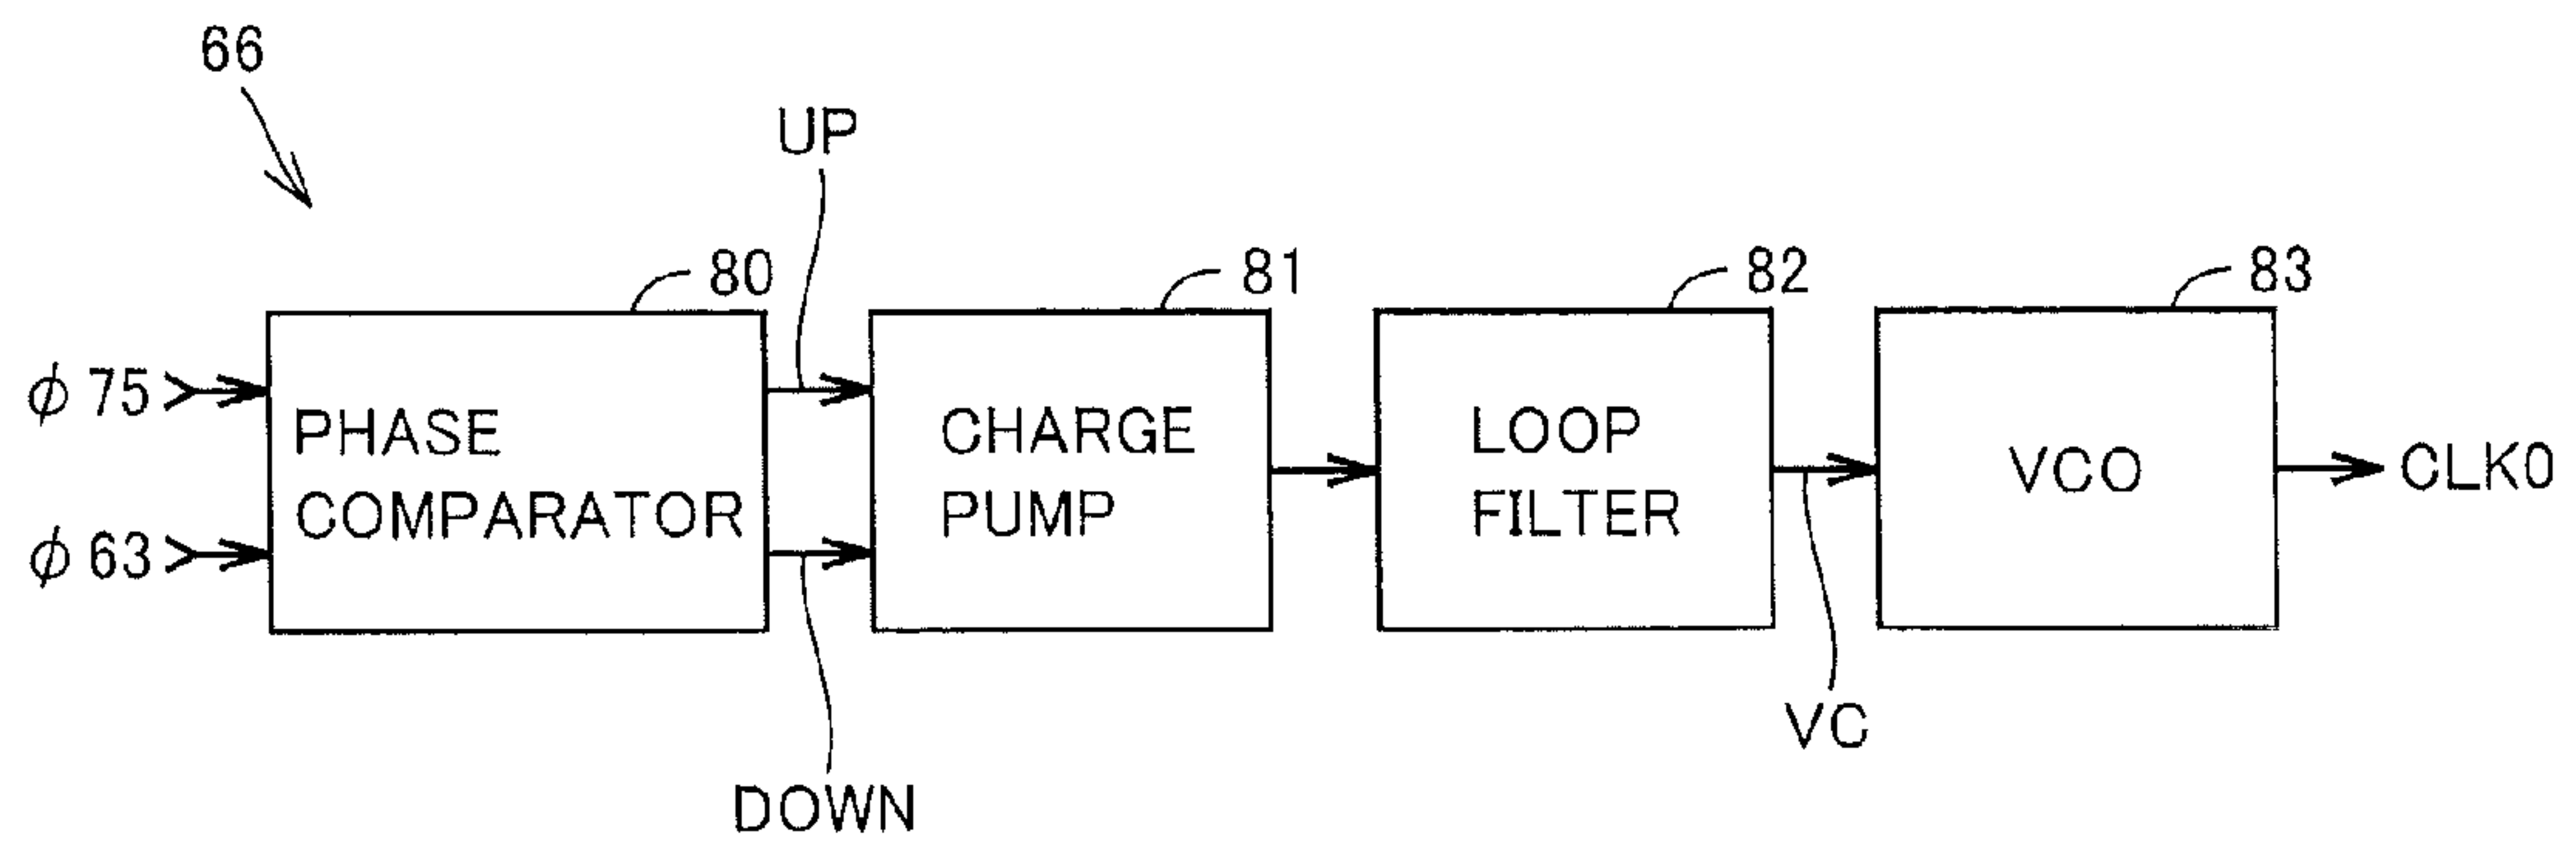 66
UP
80
81
82
83
φ75
PHASE
COMPARATOR
CHARGE
PUMP
LOOP
FILTER
VCO
CLK0
φ63
VC
DOWN